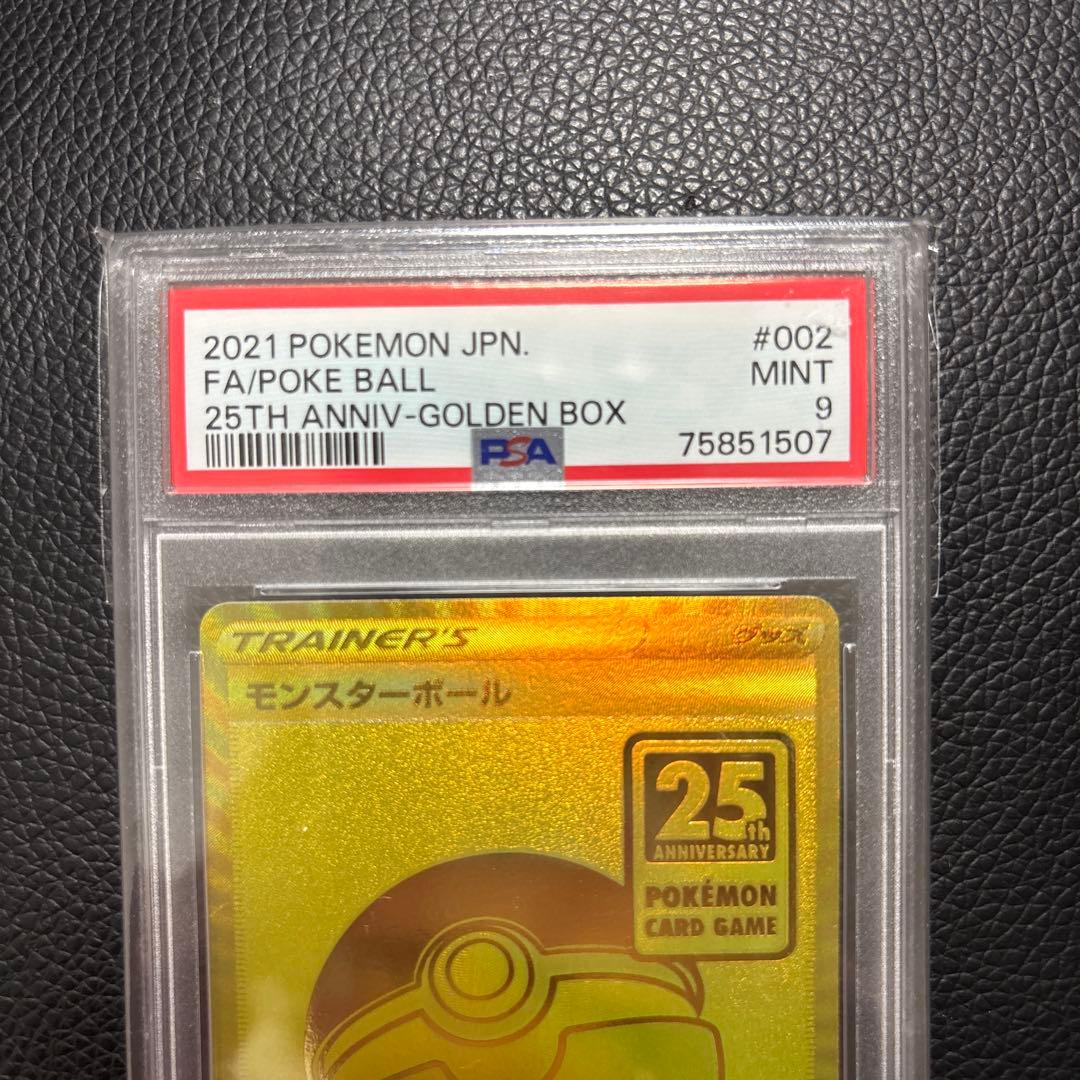 2021 POKEMON JPN. #002
FA/POKE BALL MINT
25TH ANNIV-GOLDEN BOX 9
PSA 75851507
TRAINER'S グッズ
モンスターボール
25th
ANNIVERSARY
POKÉMON
CARD GAME